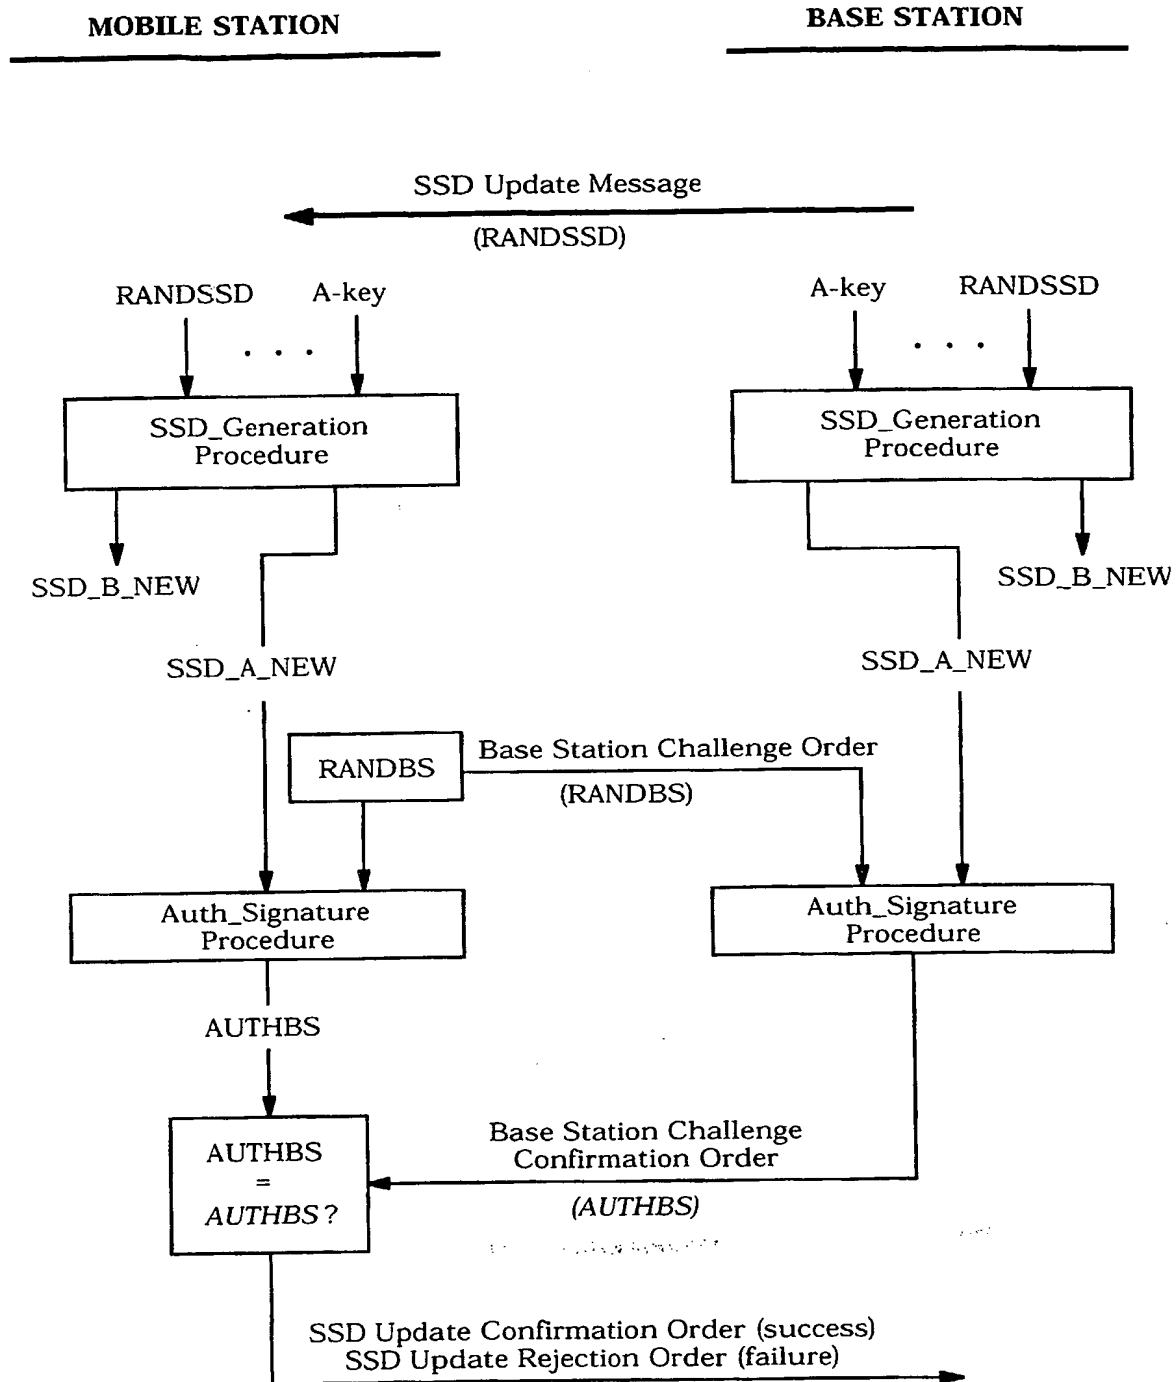 MOBILE STATION
BASE STATION
SSD Update Message
(RANDSSD)
RANDSSD
A-key
A-key
RANDSSD
. . .
. . .
SSD_Generation
Procedure
SSD_Generation
Procedure
SSD_B_NEW
SSD_B_NEW
SSD_A_NEW
SSD_A_NEW
RANDBS
Base Station Challenge Order
(RANDBS)
Auth_Signature
Procedure
Auth_Signature
Procedure
AUTHBS
AUTHBS
=
AUTHBS?
Base Station Challenge
Confirmation Order
(AUTHBS)
SSD Update Confirmation Order (success)
SSD Update Rejection Order (failure)